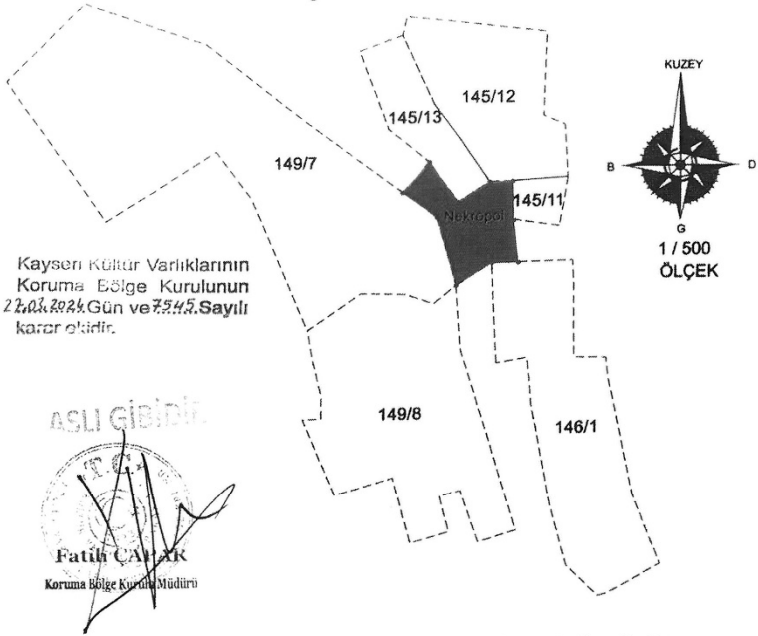 KUZEY
145/12
145/13
149/7
B
D
145/11
Nekropol
G
1 / 500
ÖLÇEK
Kayseri Kültür Varlıklarının
Koruma Bölge Kurulunun
27.03.2024 Gün ve 7545 Sayılı
karar ekidir.
149/8
146/1
ASLI GİBİDİR
T.C.
Fatih ÇAPAR
Koruma Bölge Kurulu Müdürü